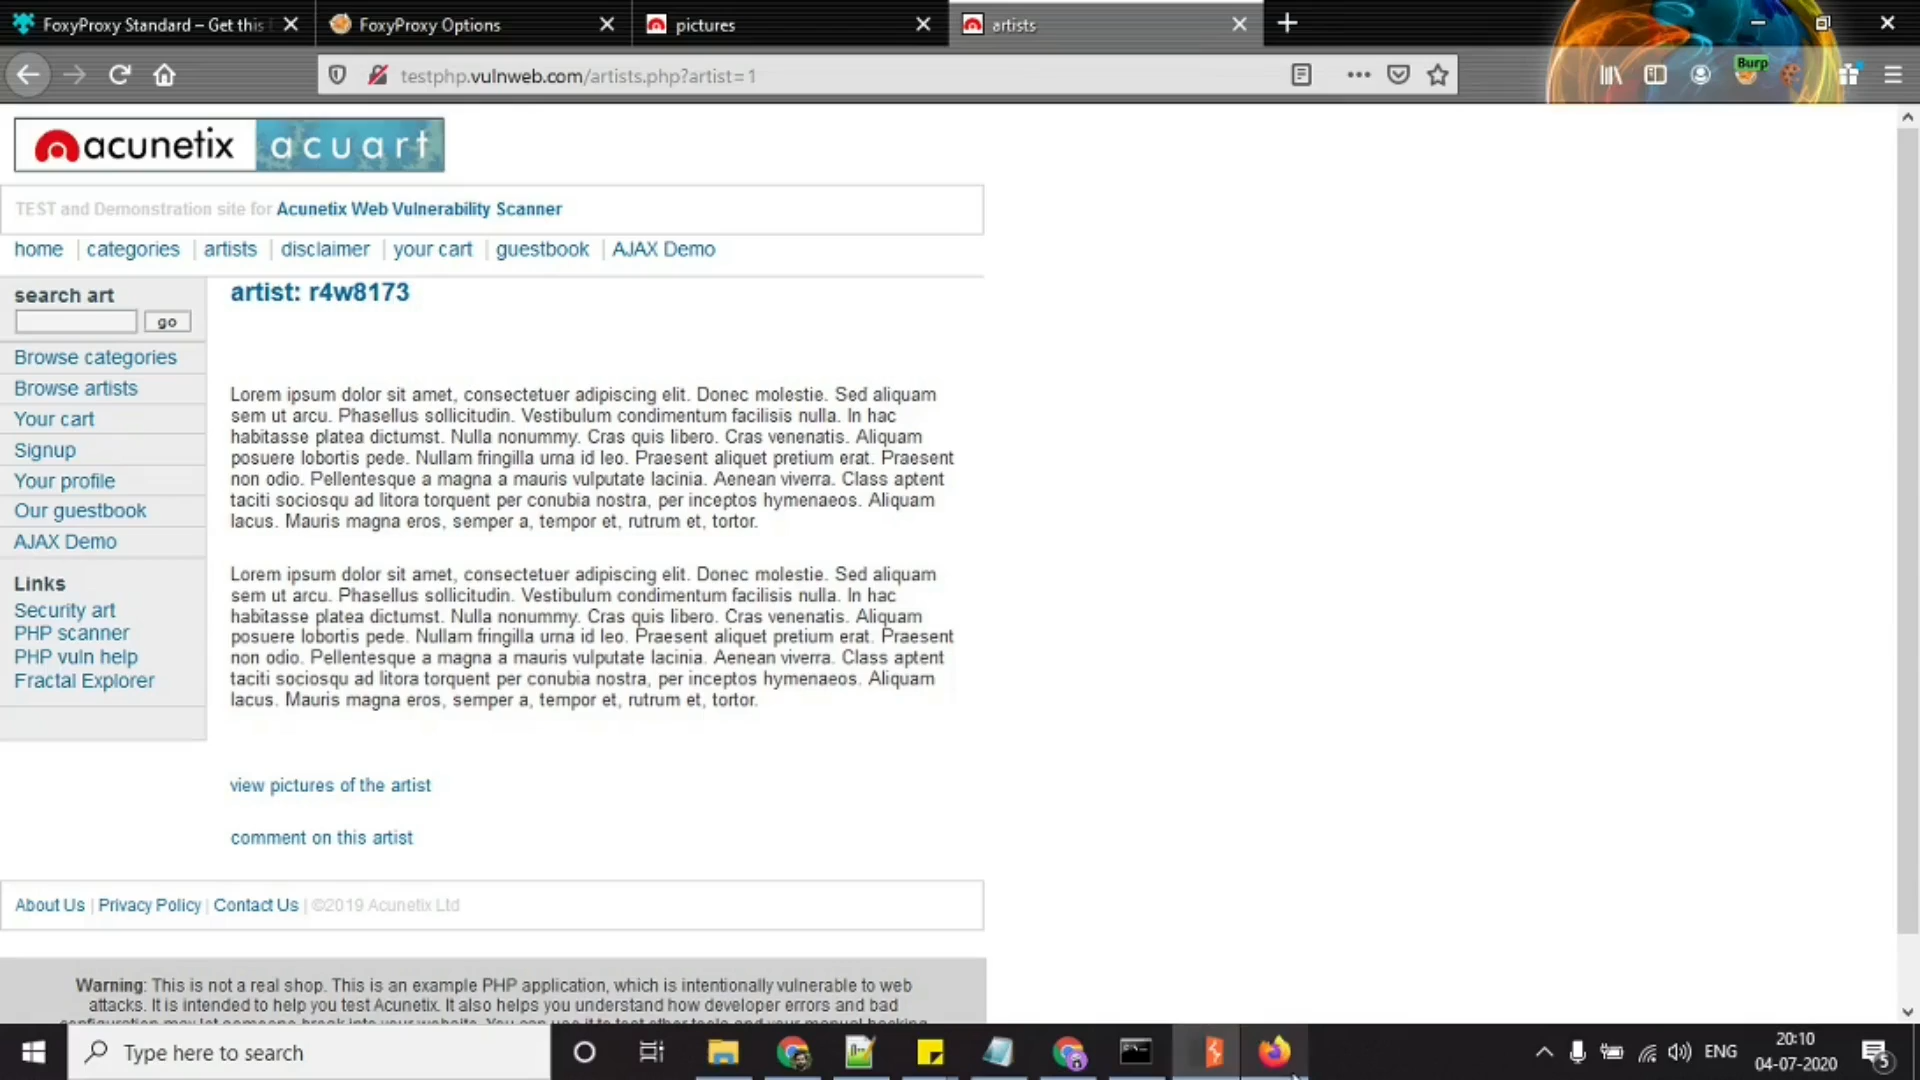 FoxyProxy Standard – Get this
FoxyProxy Options
pictures
artists
testphp.vulnweb.com/artists.php?artist=1
Burp
acunetix acuart
TEST and Demonstration site for Acunetix Web Vulnerability Scanner
home | categories | artists | disclaimer | your cart | guestbook | AJAX Demo
search art
go
Browse categories
Browse artists
Your cart
Signup
Your profile
Our guestbook
AJAX Demo
Links
Security art
PHP scanner
PHP vuln help
Fractal Explorer
artist: r4w8173
Lorem ipsum dolor sit amet, consectetuer adipiscing elit. Donec molestie. Sed aliquam
sem ut arcu. Phasellus sollicitudin. Vestibulum condimentum facilisis nulla. In hac
habitasse platea dictumst. Nulla nonummy. Cras quis libero. Cras venenatis. Aliquam
posuere lobortis pede. Nullam fringilla urna id leo. Praesent aliquet pretium erat. Praesent
non odio. Pellentesque a magna a mauris vulputate lacinia. Aenean viverra. Class aptent
taciti sociosqu ad litora torquent per conubia nostra, per inceptos hymenaeos. Aliquam
lacus. Mauris magna eros, semper a, tempor et, rutrum et, tortor.
Lorem ipsum dolor sit amet, consectetuer adipiscing elit. Donec molestie. Sed aliquam
sem ut arcu. Phasellus sollicitudin. Vestibulum condimentum facilisis nulla. In hac
habitasse platea dictumst. Nulla nonummy. Cras quis libero. Cras venenatis. Aliquam
posuere lobortis pede. Nullam fringilla urna id leo. Praesent aliquet pretium erat. Praesent
non odio. Pellentesque a magna a mauris vulputate lacinia. Aenean viverra. Class aptent
taciti sociosqu ad litora torquent per conubia nostra, per inceptos hymenaeos. Aliquam
lacus. Mauris magna eros, semper a, tempor et, rutrum et, tortor.
view pictures of the artist
comment on this artist
About Us | Privacy Policy | Contact Us | ©2019 Acunetix Ltd
Warning: This is not a real shop. This is an example PHP application, which is intentionally vulnerable to web
attacks. It is intended to help you test Acunetix. It also helps you understand how developer errors and bad
Type here to search
ENG
20:10
04-07-2020
5